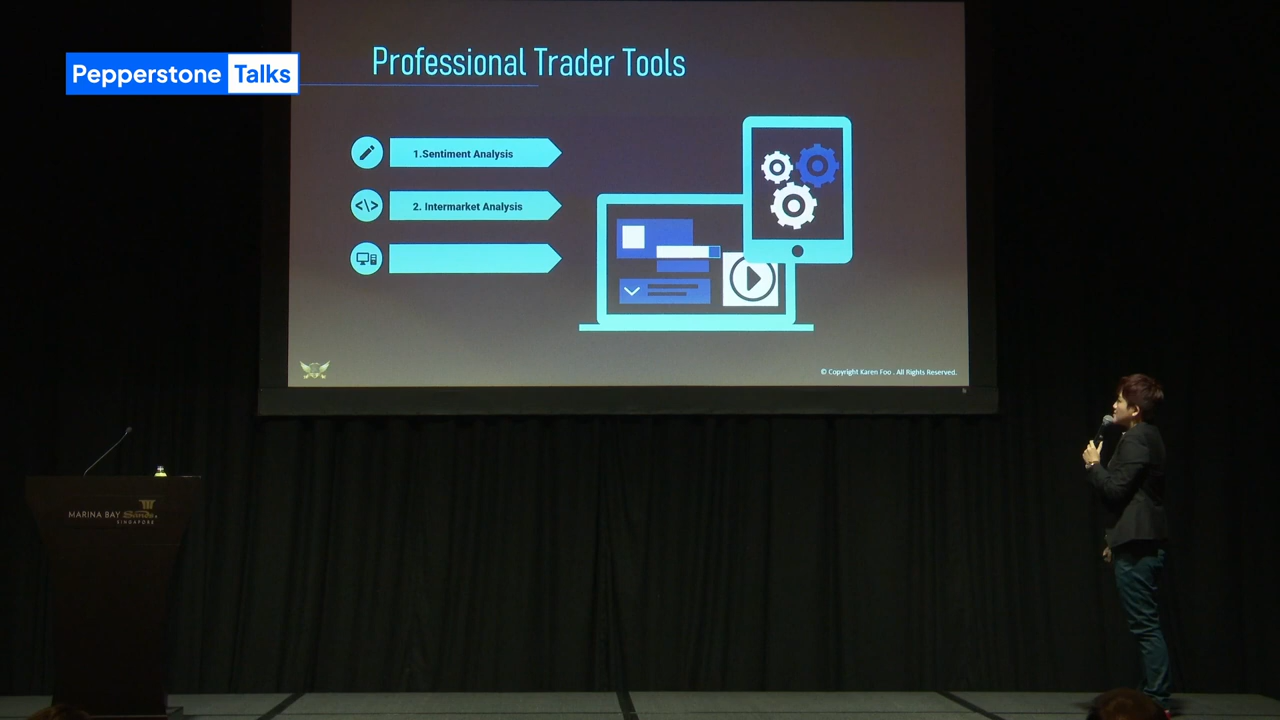 Pepperstone Talks
Professional Trader Tools
1.Sentiment Analysis
2. Intermarket Analysis
© Copyright Karen Foo . All Rights Reserved.
MARINA BAY Sands.
SINGAPORE